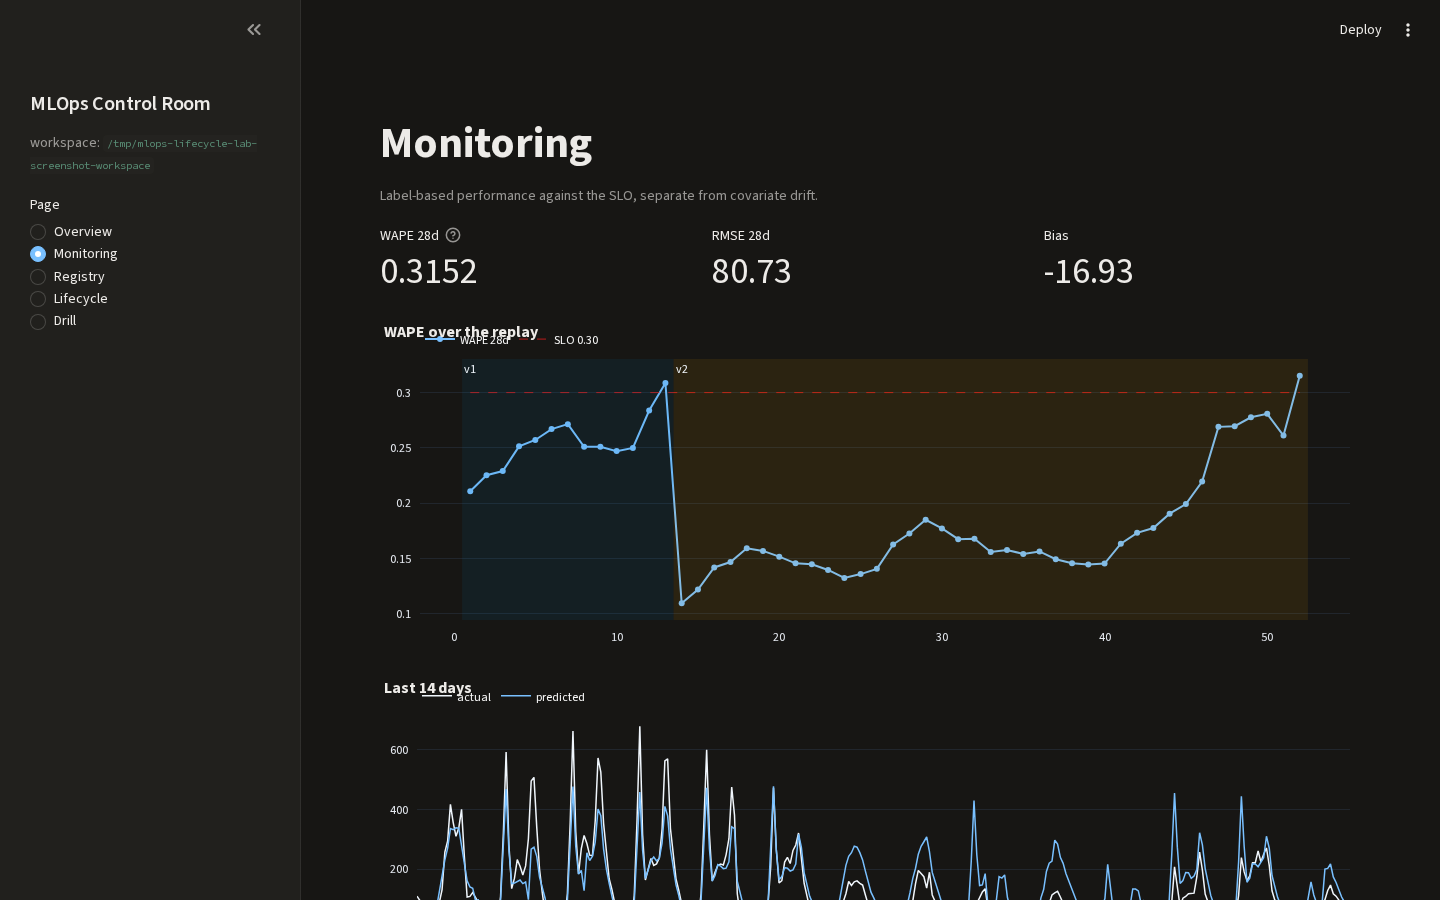 Deploy
MLOps Control Room
workspace: /tmp/mlops-lifecycle-lab-
screenshot-workspace
Page
Overview
Monitoring
Registry
Lifecycle
Drill
Monitoring
Label-based performance against the SLO, separate from covariate drift.
WAPE 28d
RMSE 28d
Bias
0.3152
80.73
-16.93
WAPE over the replay
WAPE 28d
SLO 0.30
v1
v2
0.3
0.25
0.2
0.15
0.1
0
10
20
30
40
50
Last 14 days
actual
predicted
600
400
200